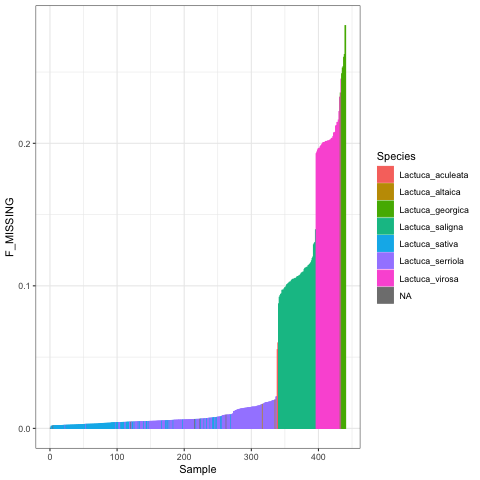 F_MISSING
0.2
0.1
0.0
0
100
200
300
400
Sample
Species
Lactuca_aculeata
Lactuca_altaica
Lactuca_georgica
Lactuca_saligna
Lactuca_sativa
Lactuca_serriola
Lactuca_virosa
NA